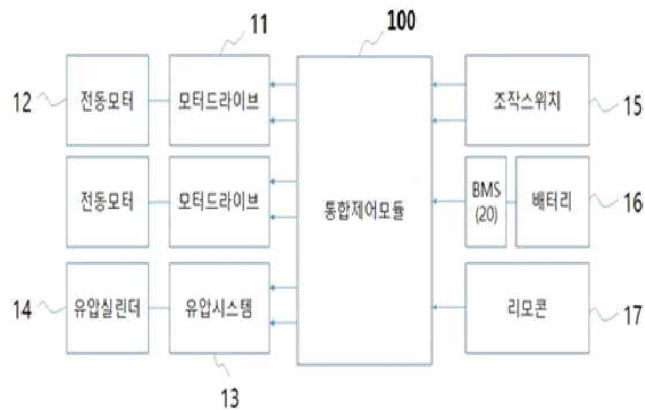 11
100
12
전동모터
모터드라이브
조작스위치
15
전동모터
모터드라이브
통합제어모듈
BMS
(20)
배터리
16
14
유압실린더
유압시스템
리모콘
17
13